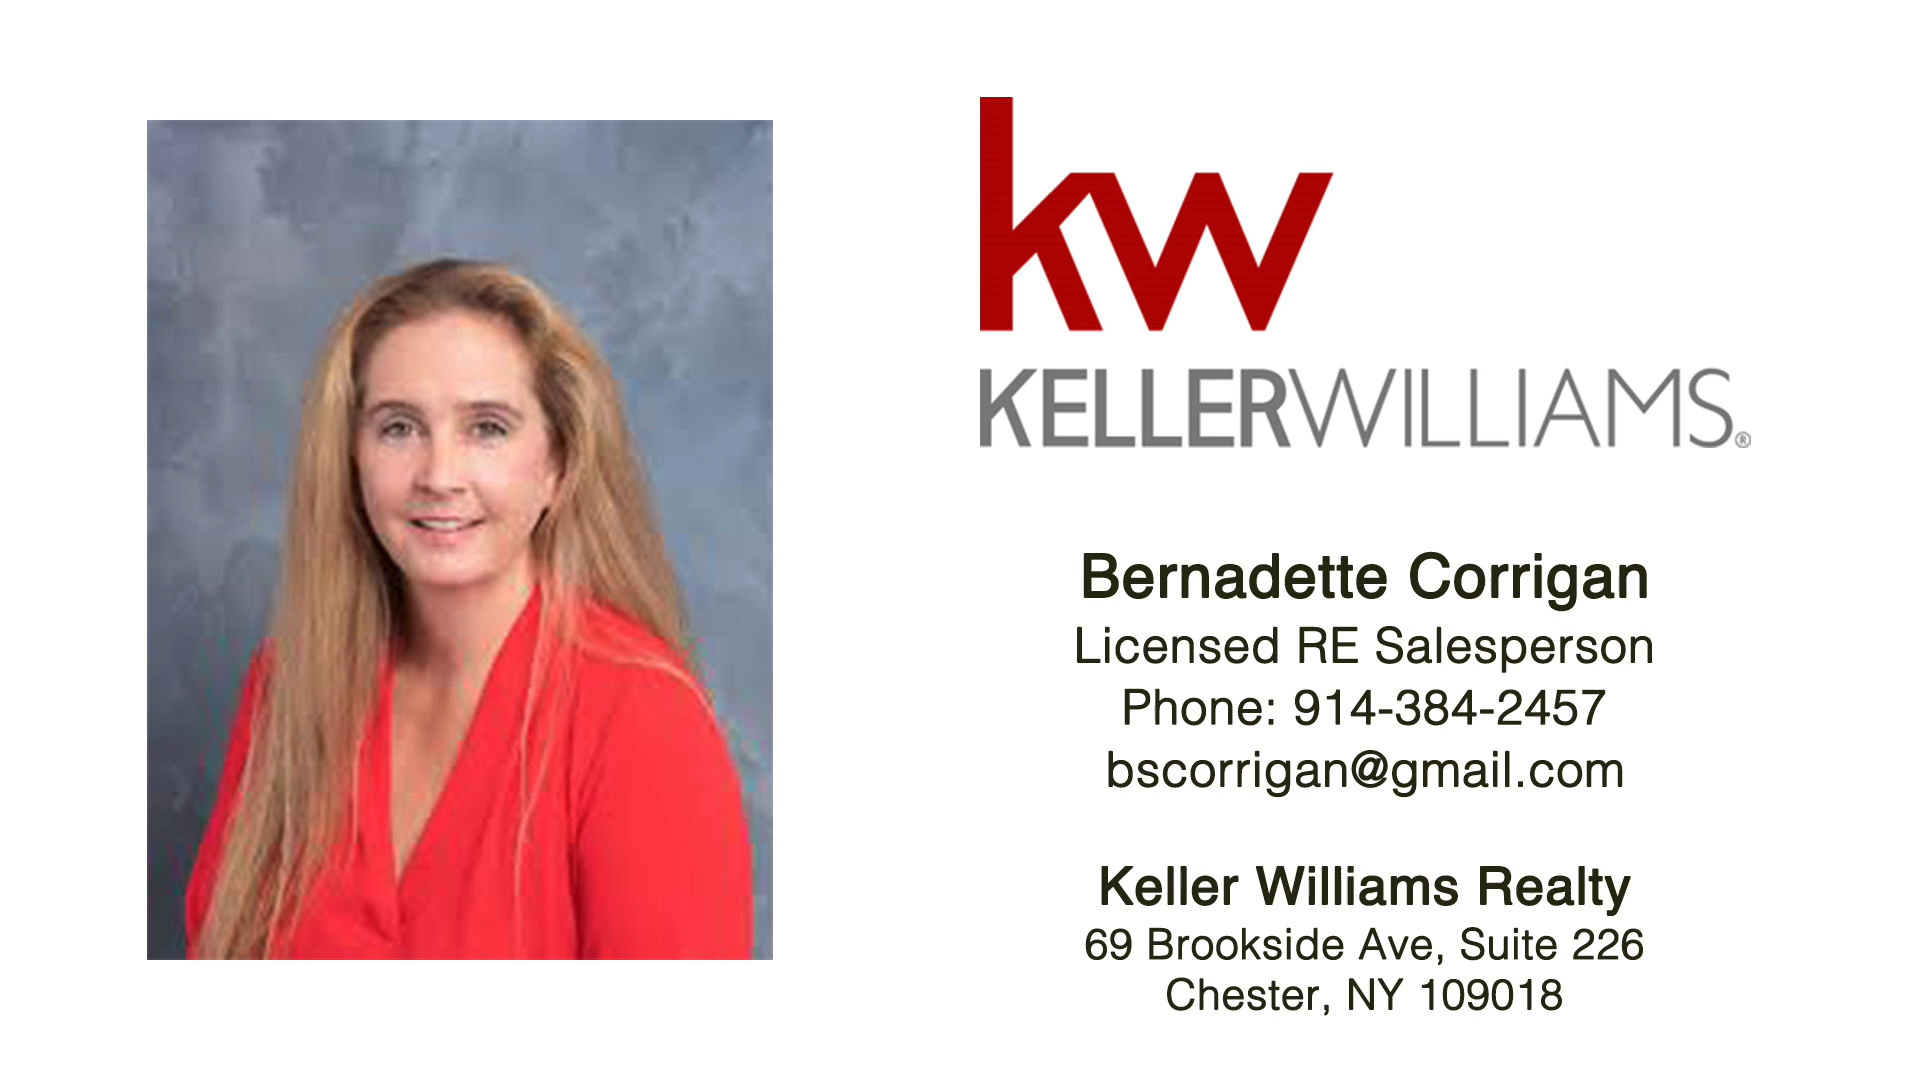 kw
KELLERWILLIAMS®
Bernadette Corrigan
Licensed RE Salesperson
Phone: 914-384-2457
bscorrigan@gmail.com
Keller Williams Realty
69 Brookside Ave, Suite 226
Chester, NY 109018